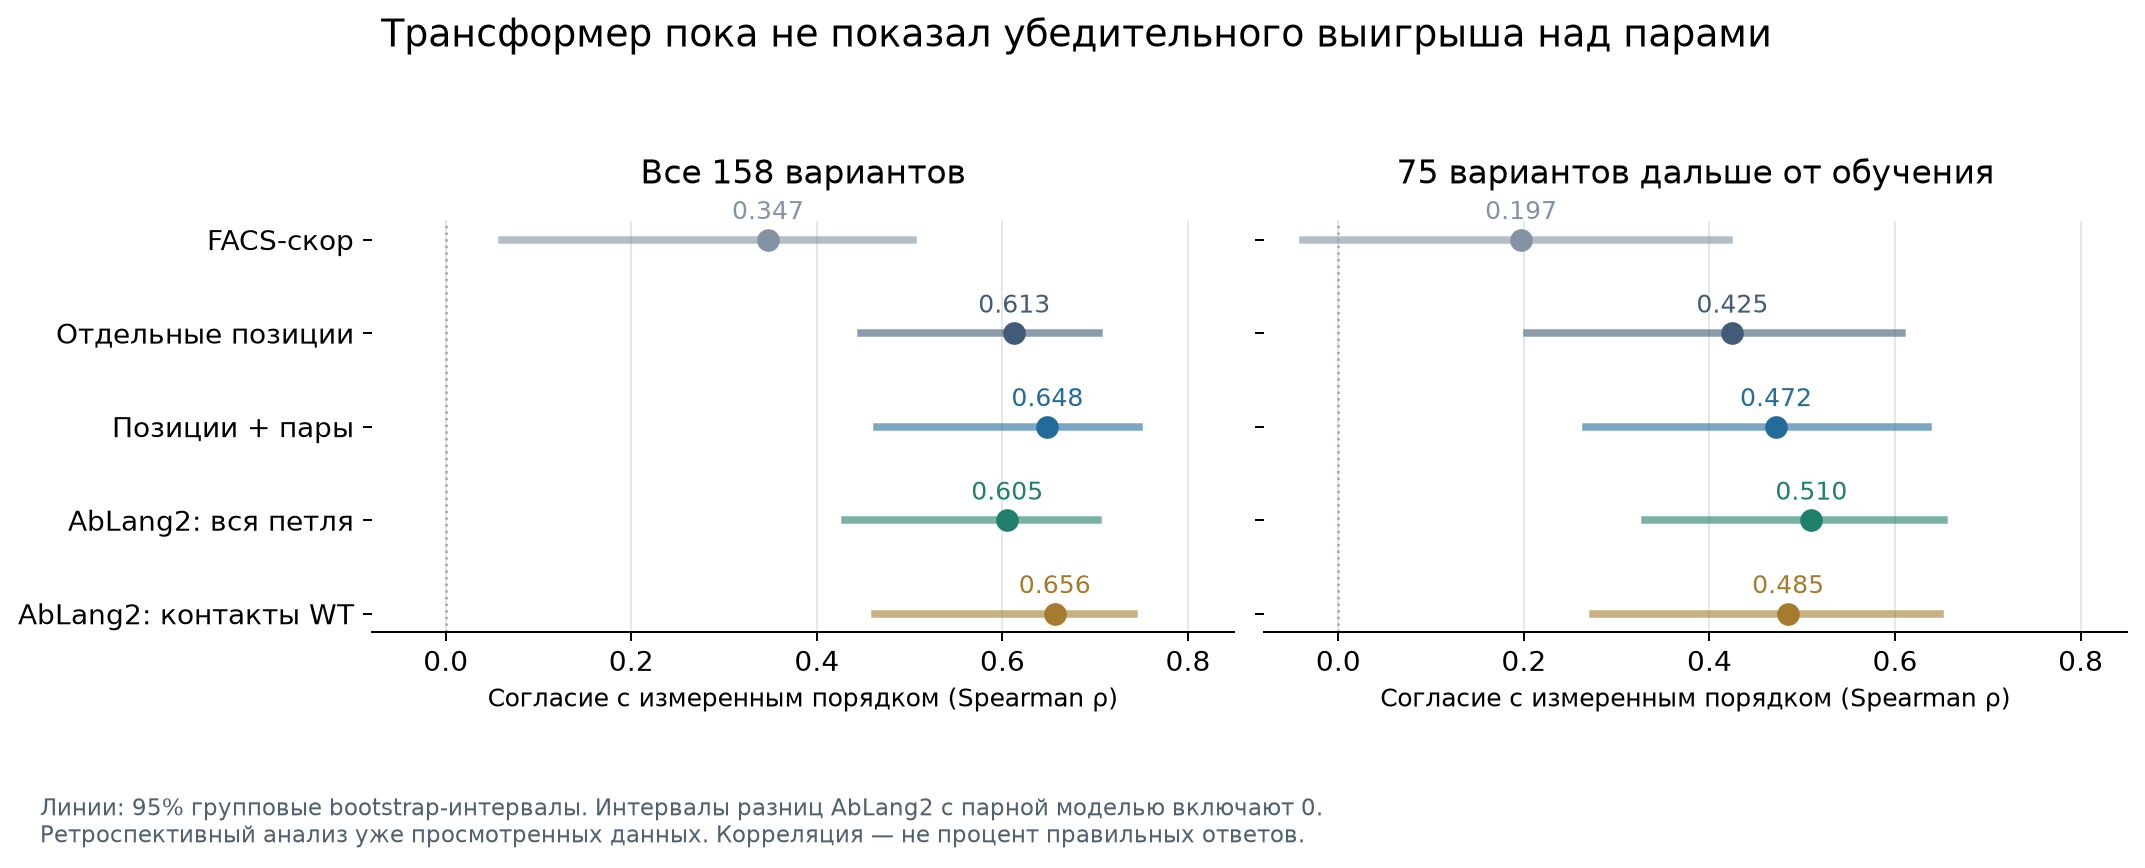 Трансформер пока не показал убедительного выигрыша над парами
Все 158 вариантов
75 вариантов дальше от обучения
FACS-скор
0.347
0.197
Отдельные позиции
0.613
0.425
Позиции + пары
0.648
0.472
AbLang2: вся петля
0.605
0.510
AbLang2: контакты WT
0.656
0.485
0.0 0.2 0.4 0.6 0.8
0.0 0.2 0.4 0.6 0.8
Согласие с измеренным порядком (Spearman ρ)
Согласие с измеренным порядком (Spearman ρ)
Линии: 95% групповые bootstrap-интервалы. Интервалы разниц AbLang2 с парной моделью включают 0.
Ретроспективный анализ уже просмотренных данных. Корреляция — не процент правильных ответов.